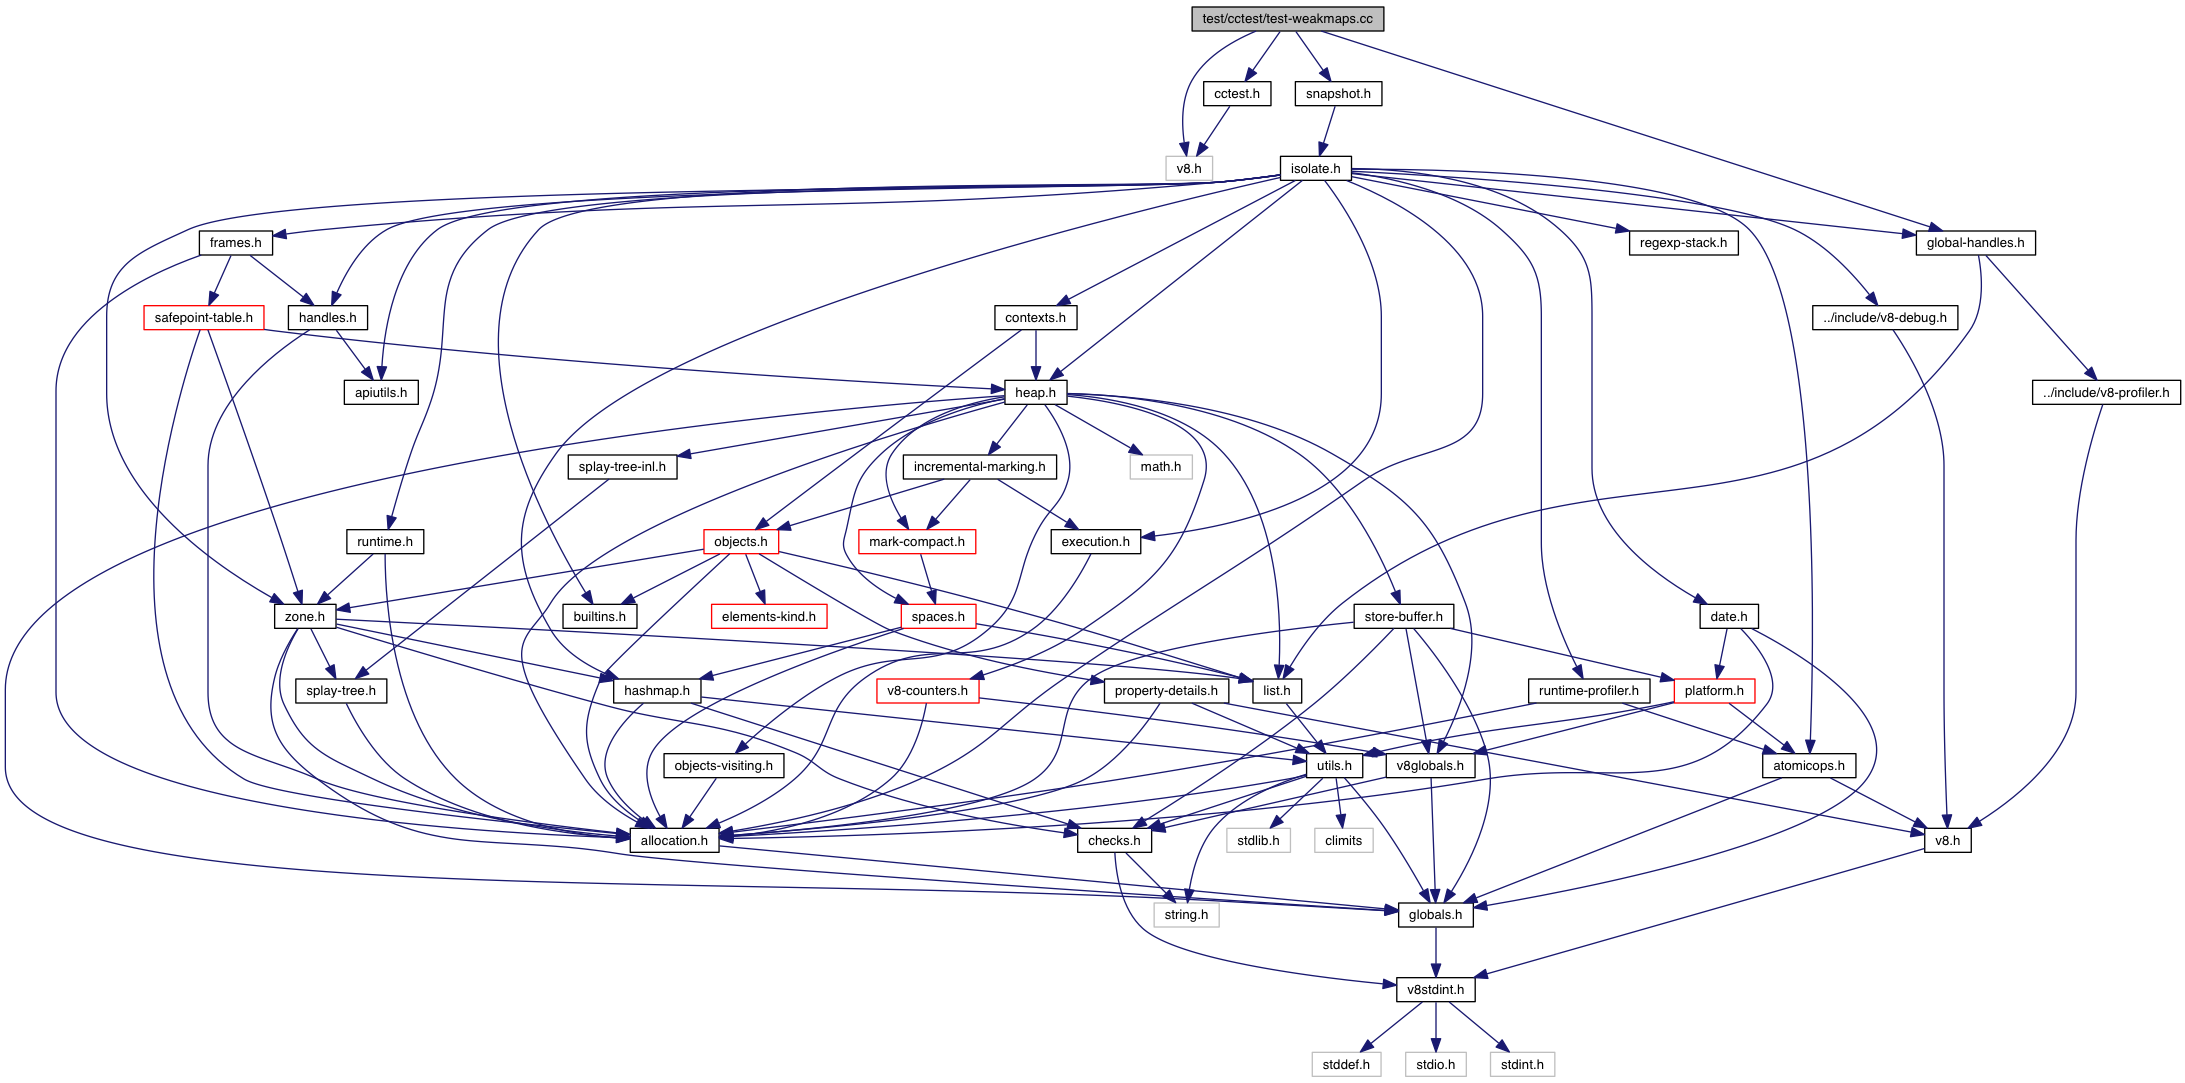 test/cctest/test-weakmaps.cc
cctest.h
snapshot.h
v8.h
isolate.h
frames.h
regexp-stack.h
global-handles.h
safepoint-table.h
handles.h
contexts.h
../include/v8-debug.h
apiutils.h
heap.h
../include/v8-profiler.h
splay-tree-inl.h
incremental-marking.h
math.h
runtime.h
objects.h
mark-compact.h
execution.h
zone.h
builtins.h
elements-kind.h
spaces.h
store-buffer.h
date.h
splay-tree.h
hashmap.h
v8-counters.h
property-details.h
list.h
runtime-profiler.h
platform.h
objects-visiting.h
utils.h
v8globals.h
atomicops.h
allocation.h
checks.h
stdlib.h
climits
v8.h
string.h
globals.h
v8stdint.h
stddef.h
stdio.h
stdint.h